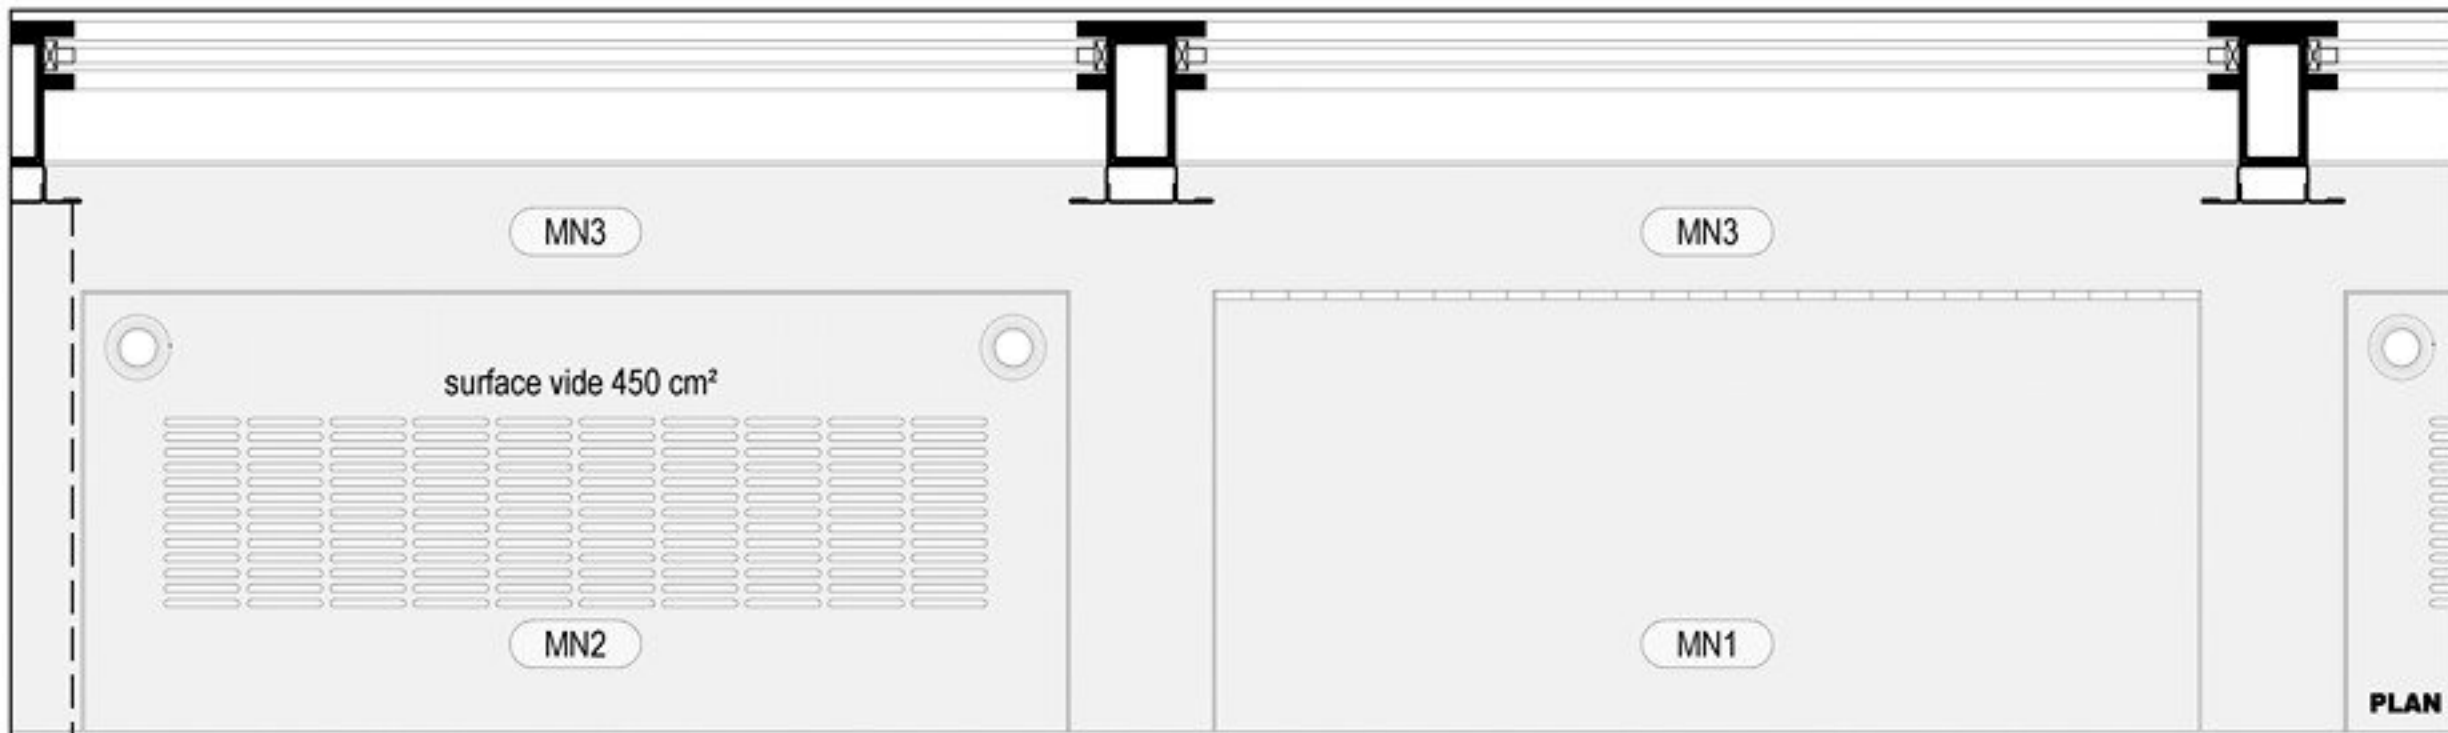 MN3
MN3
surface vide 450 cm²
MN2
MN1
PLAN